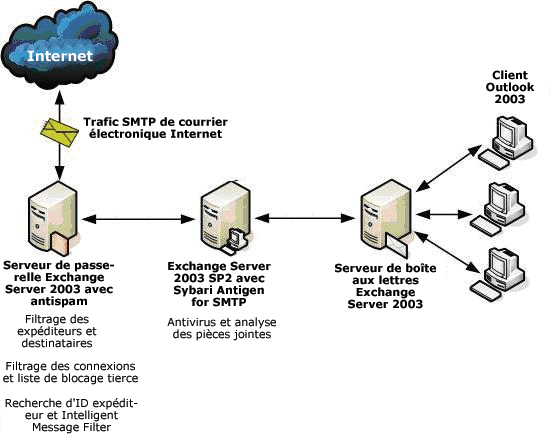 Internet
Trafic SMTP de courrier
électronique Internet
Client
Outlook
2003
Serveur de passe-
relle Exchange
Server 2003 avec
antispam
Filtrage des
expéditeurs et
destinataires
Filtrage des connexions
et liste de blocage tierce
Recherche d'ID expédit-
eur et Intelligent
Message Filter
Exchange Server
2003 SP2 avec
Sybari Antigen
for SMTP
Antivirus et analyse
des pièces jointes
Serveur de boîte
aux lettres
Exchange
Server 2003